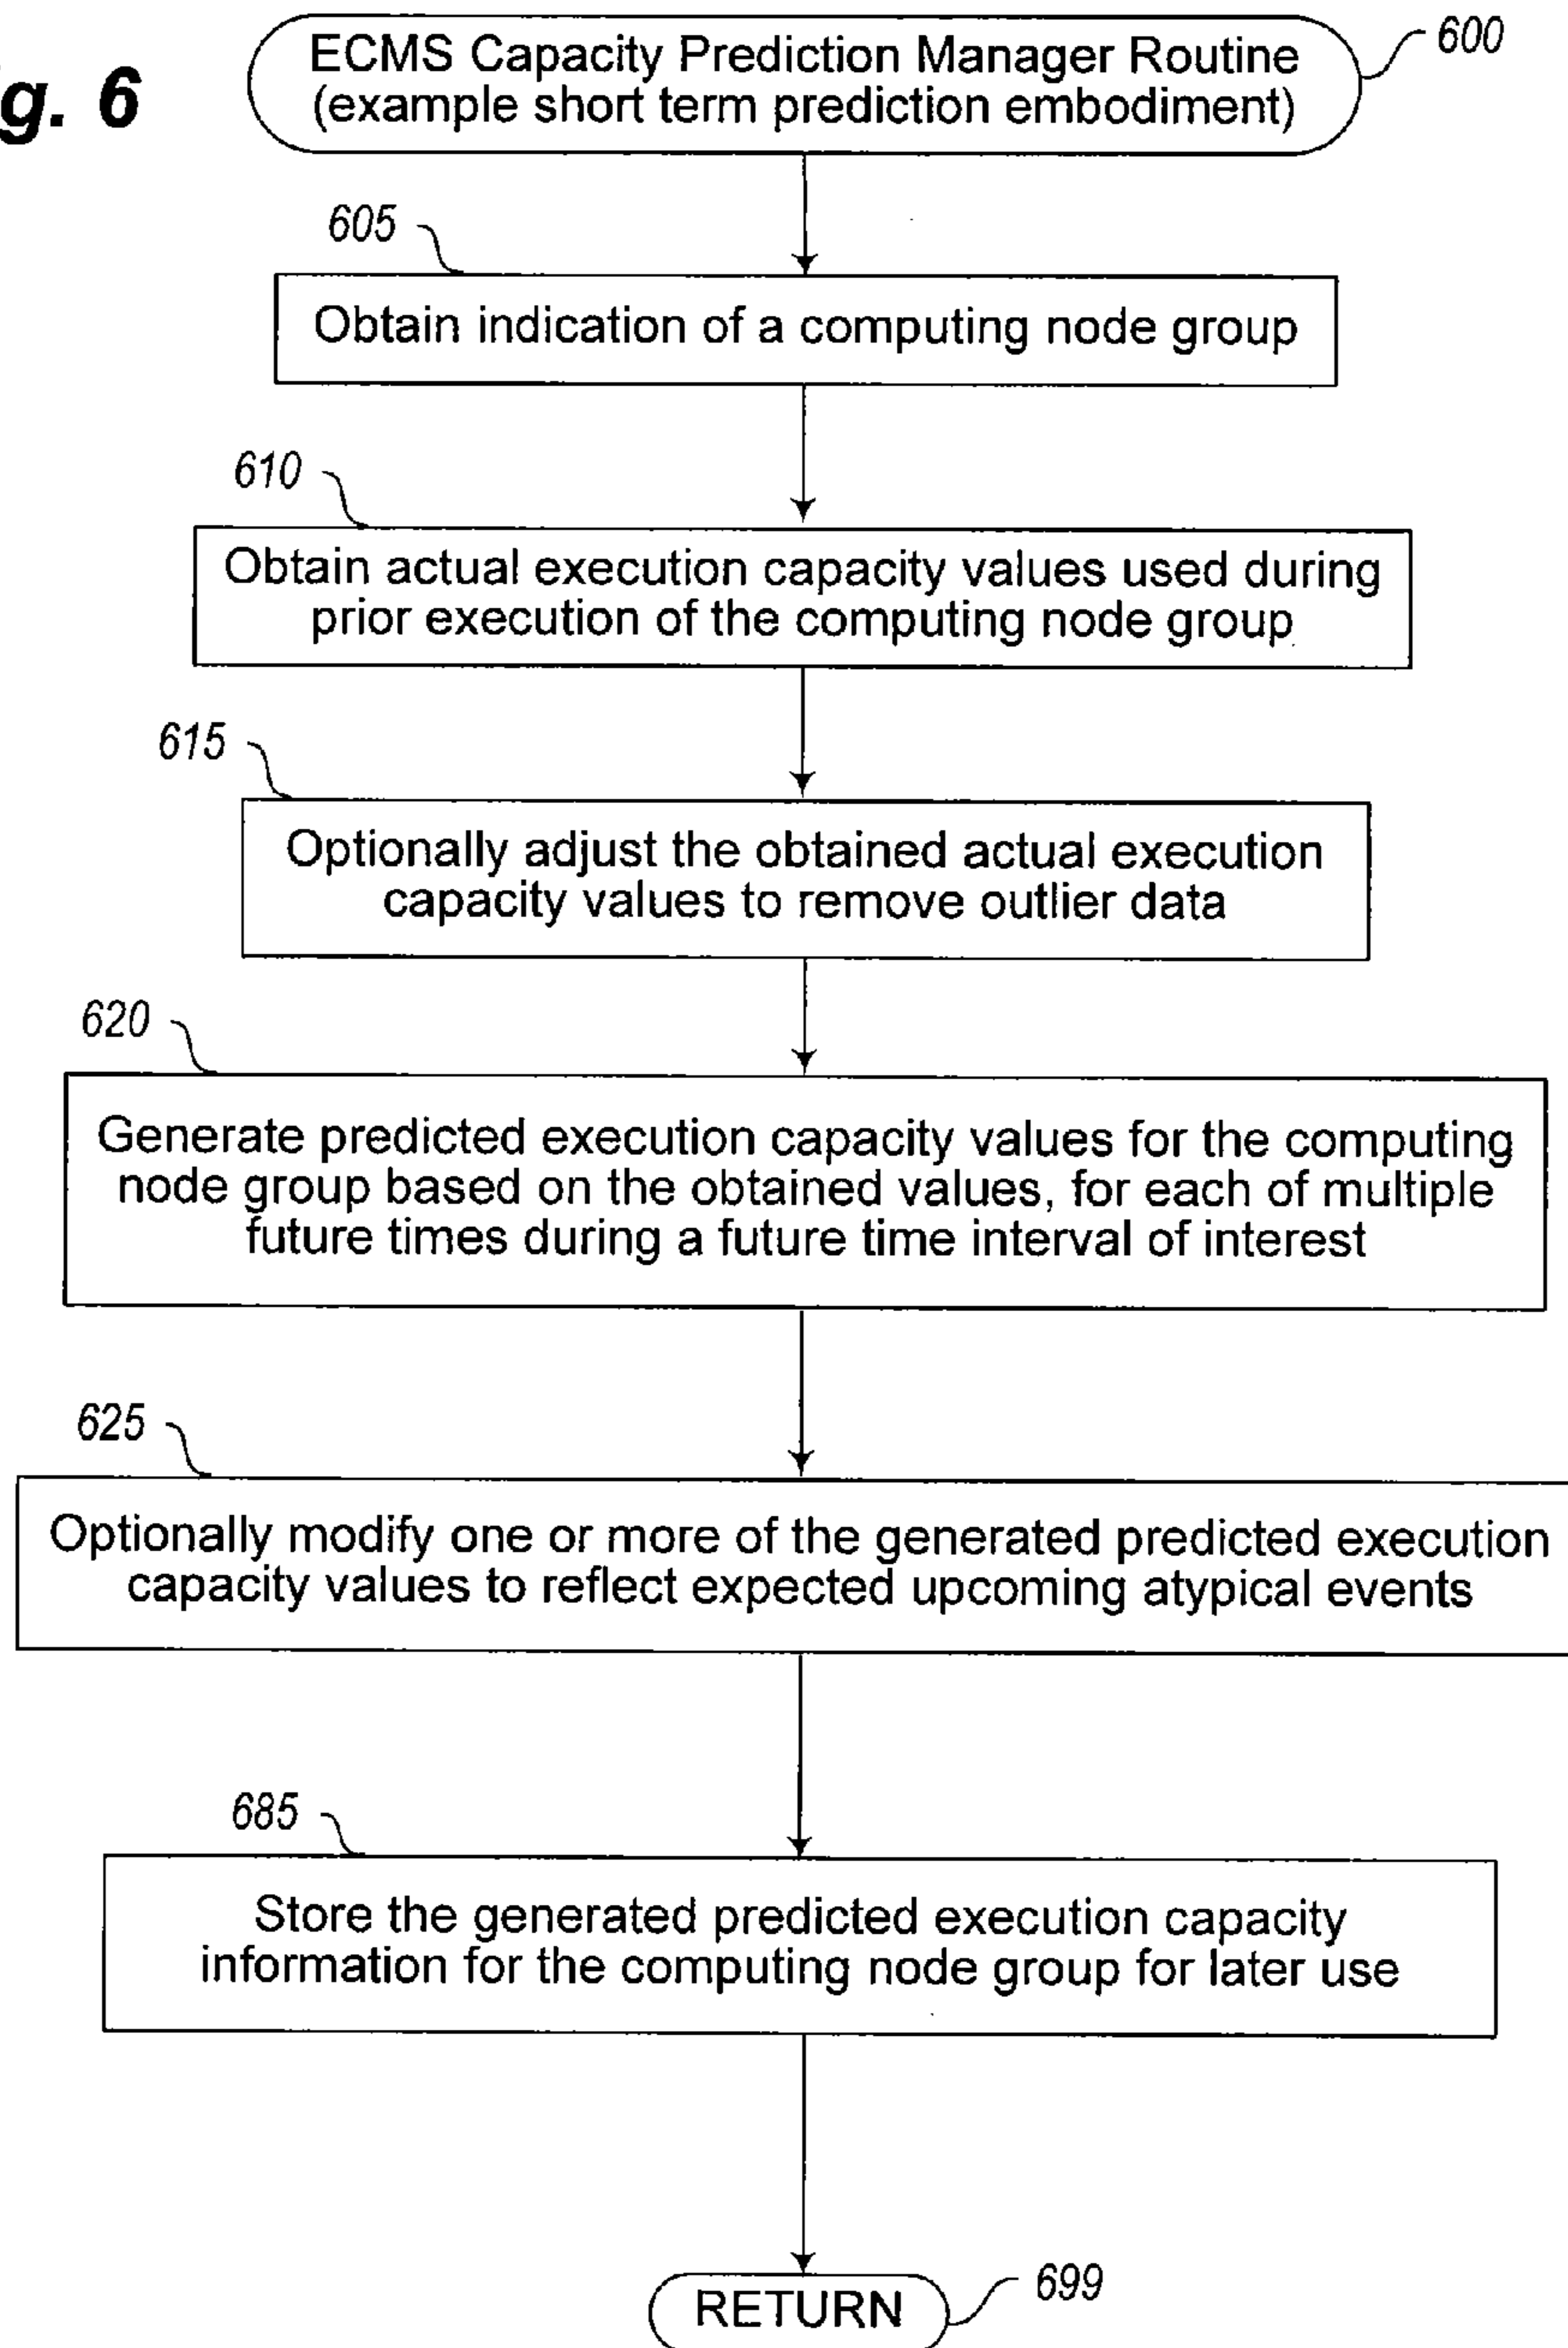 g. 6
ECMS Capacity Prediction Manager Routine
(example short term prediction embodiment)
600
605
Obtain indication of a computing node group
610
Obtain actual execution capacity values used during
prior execution of the computing node group
615
Optionally adjust the obtained actual execution
capacity values to remove outlier data
620
Generate predicted execution capacity values for the computing
node group based on the obtained values, for each of multiple
future times during a future time interval of interest
625
Optionally modify one or more of the generated predicted execution
capacity values to reflect expected upcoming atypical events
685
Store the generated predicted execution capacity
information for the computing node group for later use
RETURN
699